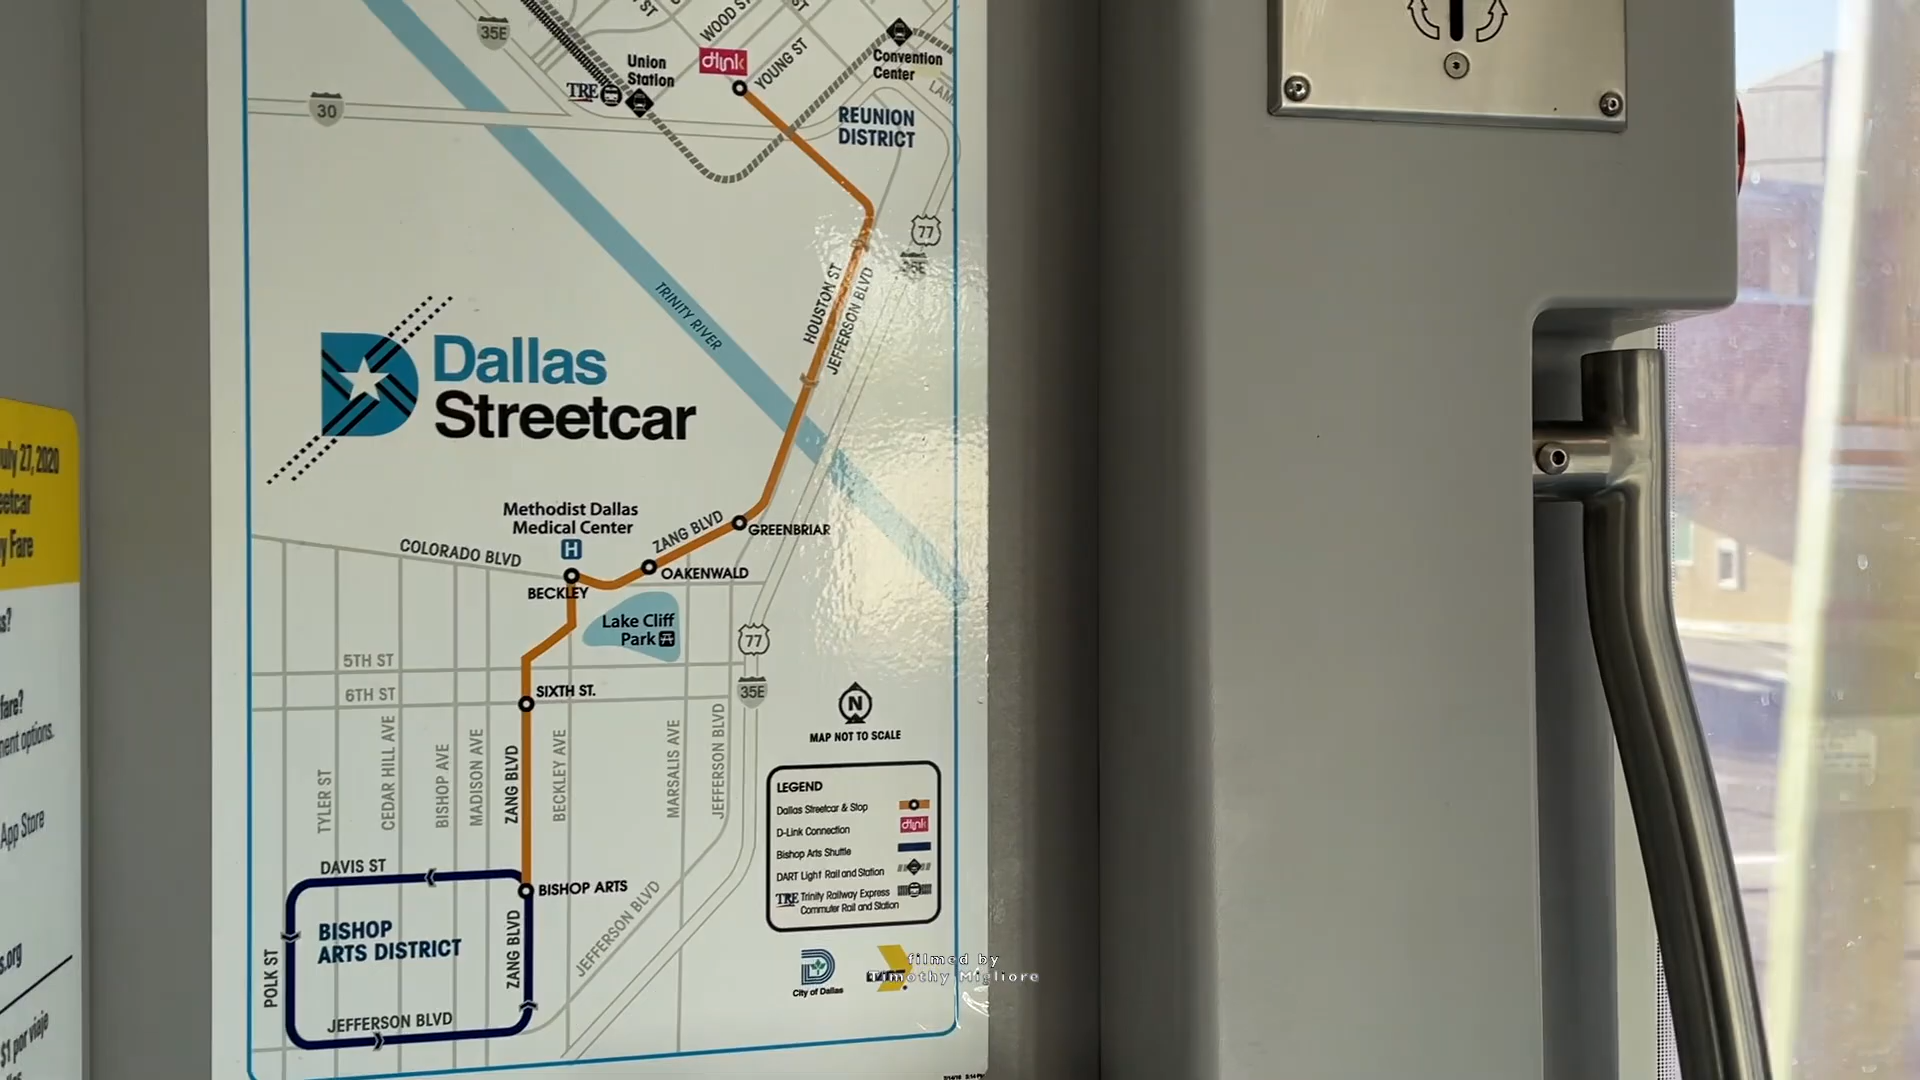 35E
WOOD ST
dlink
YOUNG ST
Union
Station
TRE
Convention
Center
30
REUNION
DISTRICT
77
35E
HOUSTON ST
JEFFERSON BLVD
TRINITY RIVER
Dallas
Streetcar
Methodist Dallas
Medical Center
H
COLORADO BLVD
ZANG BLVD
GREENBRIAR
OAKENWALD
BECKLEY
Lake Cliff
Park
77
5TH ST
6TH ST
SIXTH ST.
35E
N
MAP NOT TO SCALE
TYLER ST
CEDAR HILL AVE
BISHOP AVE
MADISON AVE
ZANG BLVD
BECKLEY AVE
MARSALIS AVE
JEFFERSON BLVD
LEGEND
Dallas Streetcar & Stop
D-Link Connection
dlink
Bishop Arts Shuttle
DART Light Rail and Station
TRE Trinity Railway Express
Commuter Rail and Station
DAVIS ST
BISHOP ARTS
BISHOP
ARTS DISTRICT
POLK ST
ZANG BLVD
JEFFERSON BLVD
JEFFERSON BLVD
City of Dallas
filmed by
Timothy Migliore
July 27, 2020
Fare
fare?
options.
App Store
.org
$1 por viaje